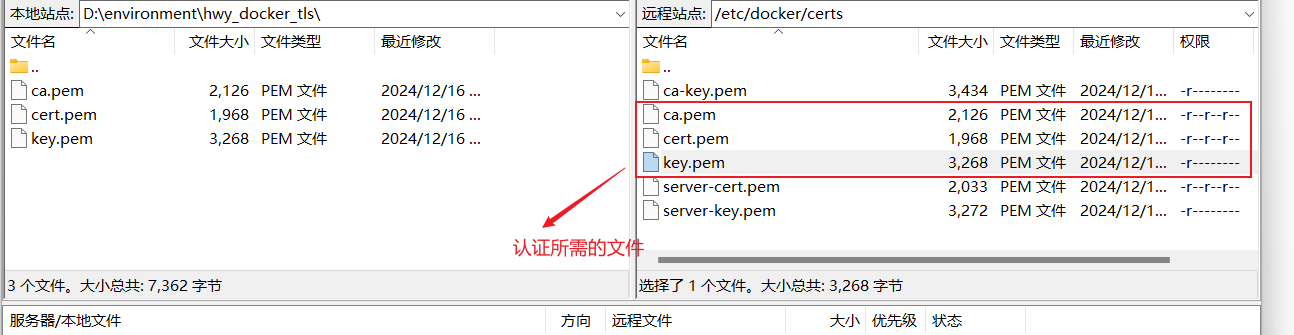 本地站点: D:\environment\hwy_docker_tls\
文件名 文件大小 文件类型 最近修改
..
ca.pem 2,126 PEM 文件 2024/12/16 ...
cert.pem 1,968 PEM 文件 2024/12/16 ...
key.pem 3,268 PEM 文件 2024/12/16 ...
3 个文件。大小总共: 7,362 字节
远程站点: /etc/docker/certs
文件名 文件大小 文件类型 最近修改 权限
..
ca-key.pem 3,434 PEM 文件 2024/12/1... -r--------
ca.pem 2,126 PEM 文件 2024/12/1... -r--r--r--
cert.pem 1,968 PEM 文件 2024/12/1... -r--r--r--
key.pem 3,268 PEM 文件 2024/12/1... -r--------
server-cert.pem 2,033 PEM 文件 2024/12/1... -r--r--r--
server-key.pem 3,272 PEM 文件 2024/12/1... -r--------
认证所需的文件
选择了 1 个文件。大小总共: 3,268 字节
服务器/本地文件 方向 远程文件 大小 优先级 状态